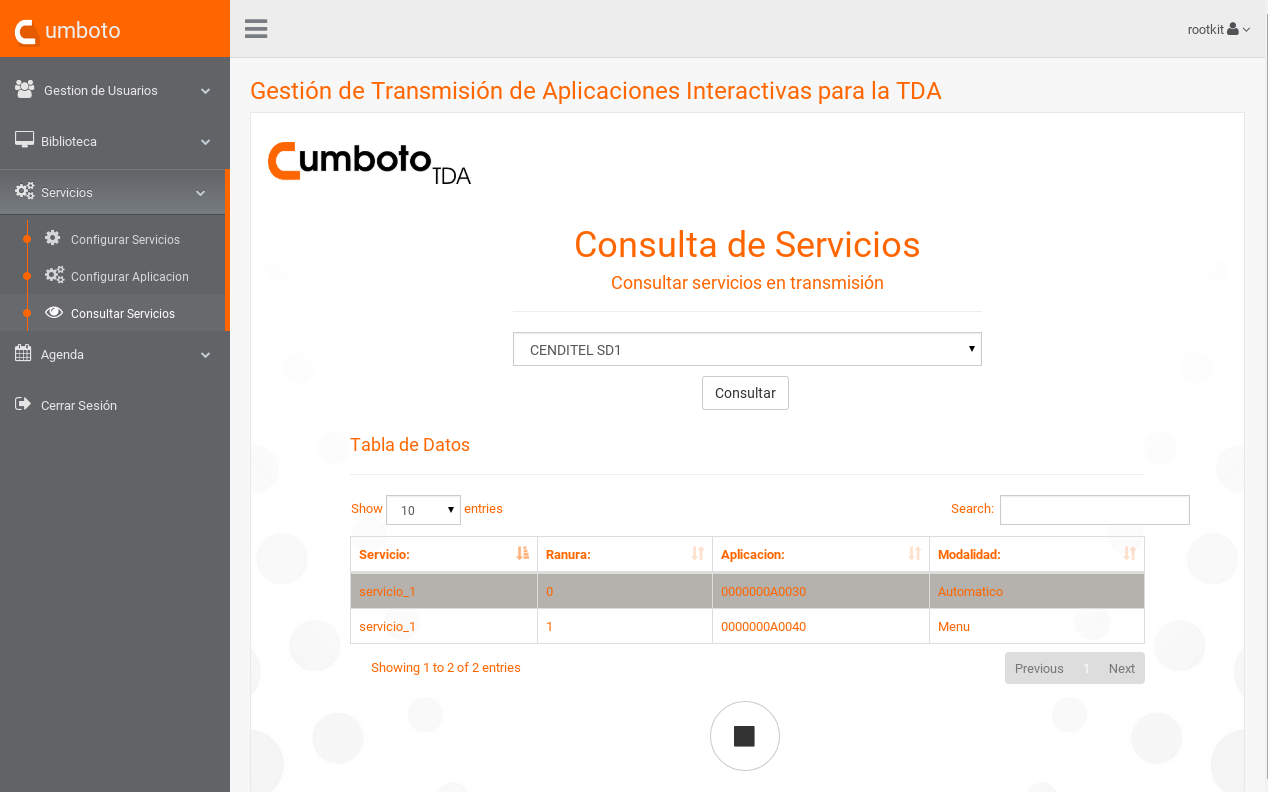 Cumboto
rootkit
Gestion de Usuarios
Biblioteca
Servicios
Configurar Servicios
Configurar Aplicacion
Consultar Servicios
Agenda
Cerrar Sesión
Gestión de Transmisión de Aplicaciones Interactivas para la TDA
Cumboto TDA
Consulta de Servicios
Consultar servicios en transmisión
CENDITEL SD1
Consultar
Tabla de Datos
Show 10 entries Search:
Servicio: Ranura: Aplicacion: Modalidad:
servicio_1 0 0000000A0030 Automatico
servicio_1 1 0000000A0040 Menu
Showing 1 to 2 of 2 entries Previous 1 Next